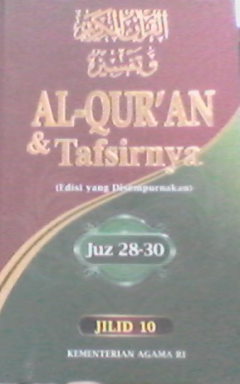 القرآن الكريم
وتفسيره
AL-QUR'AN
& Tafsirnya
(Edisi yang Disempurnakan)
Juz 28-30
JILID 10
KEMENTERIAN AGAMA RI